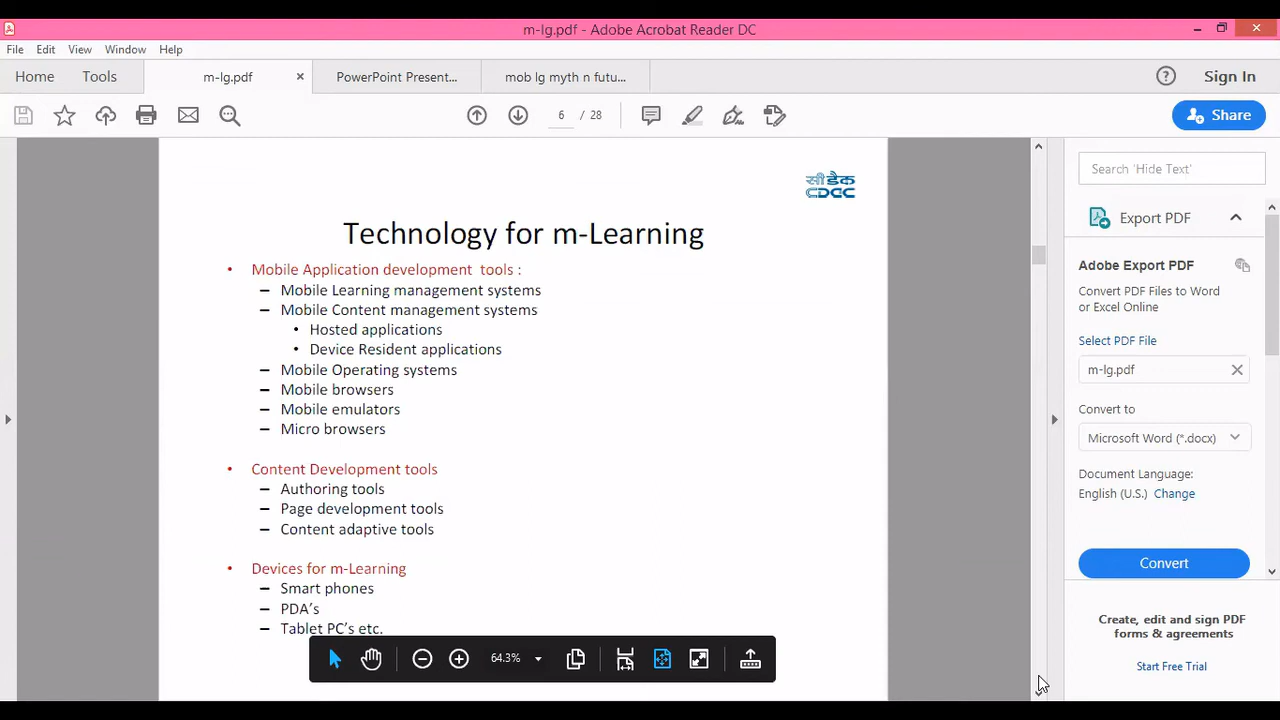 m-lg.pdf - Adobe Acrobat Reader DC
File Edit View Window Help
Home Tools m-lg.pdf × PowerPoint Present... mob lg myth n futu... Sign In
6 / 28 Share
Search 'Hide Text'
सी डैक
CDCC
Export PDF
Technology for m-Learning
• Mobile Application development tools :
– Mobile Learning management systems
– Mobile Content management systems
• Hosted applications
• Device Resident applications
– Mobile Operating systems
– Mobile browsers
– Mobile emulators
– Micro browsers
• Content Development tools
– Authoring tools
– Page development tools
– Content adaptive tools
• Devices for m-Learning
– Smart phones
– PDA's
– Tablet PC's etc.
64.3%
Adobe Export PDF
Convert PDF Files to Word
or Excel Online
Select PDF File
m-lg.pdf
Convert to
Microsoft Word (*.docx)
Document Language:
English (U.S.) Change
Convert
Create, edit and sign PDF
forms & agreements
Start Free Trial